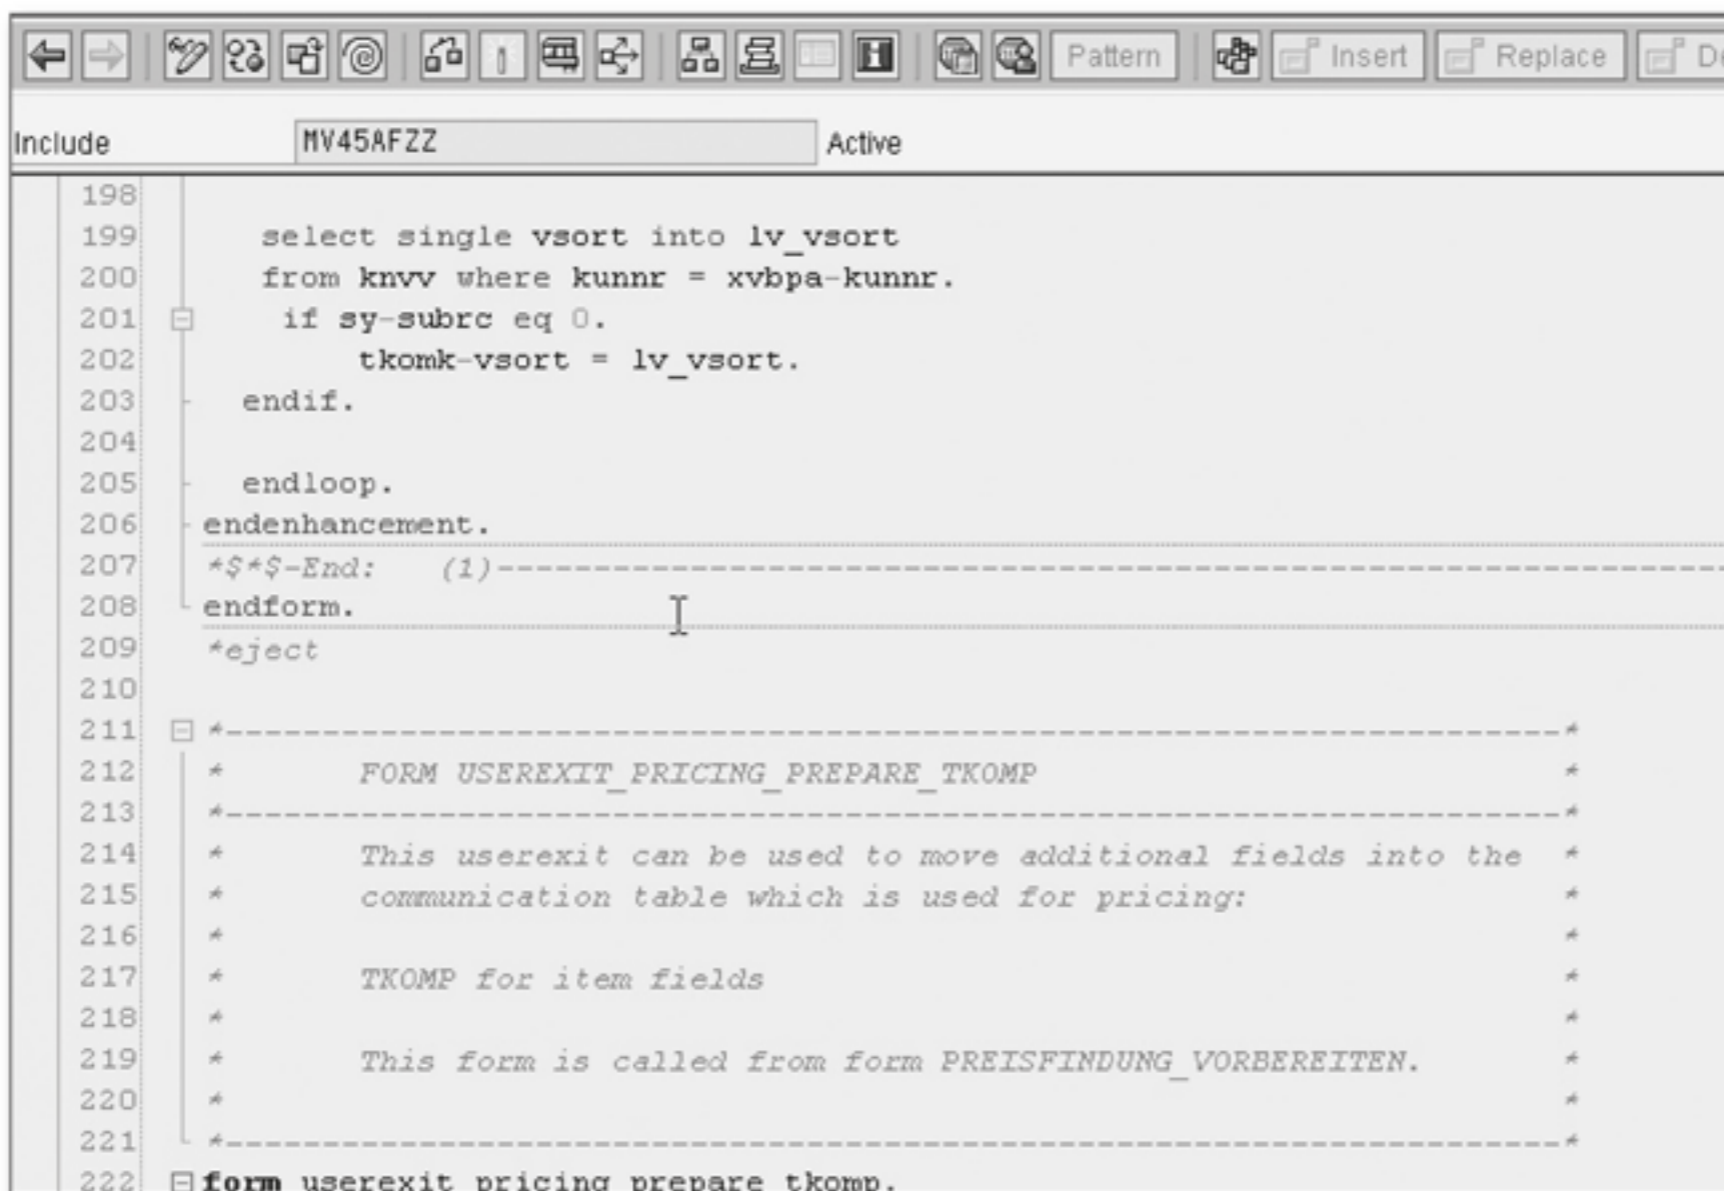 Pattern Insert Replace
Include MV45AFZZ Active
198
199 select single vsort into lv_vsort
200 from knvv where kunnr = xvbpa-kunnr.
201 if sy-subrc eq 0.
202 tkomk-vsort = lv_vsort.
203 endif.
204
205 endloop.
206 endenhancement.
207 *$*$-End: (1)---------------------------------------------------------------
208 endform.
209 *eject
210
211 *---------------------------------------------------------------------*
212 * FORM USEREXIT_PRICING_PREPARE_TKOMP *
213 *---------------------------------------------------------------------*
214 * This userexit can be used to move additional fields into the *
215 * communication table which is used for pricing: *
216 * *
217 * TKOMP for item fields *
218 * *
219 * This form is called from form PREISFINDUNG_VORBEREITEN. *
220 * *
221 *---------------------------------------------------------------------*
222 form userexit_pricing_prepare_tkomp.